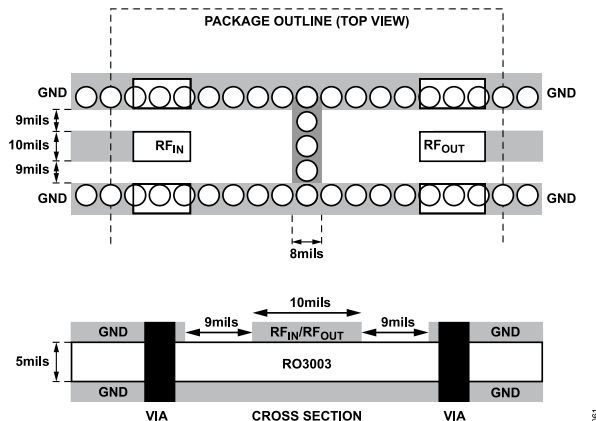 PACKAGE OUTLINE (TOP VIEW)
GND GND
9mils
10mils RFIN RFOUT
9mils
GND GND
8mils
10mils
9mils 9mils
GND RFIN/RFOUT GND
5mils RO3003
GND GND
VIA CROSS SECTION VIA
061